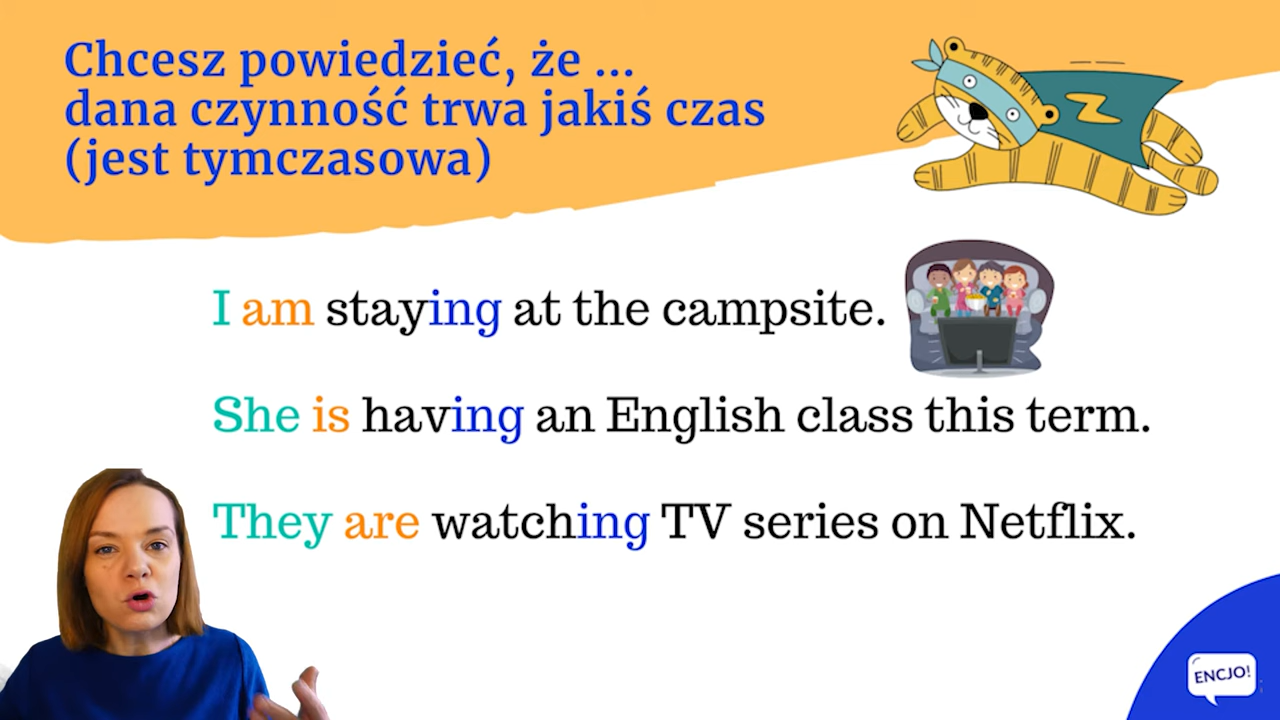 Chcesz powiedzieć, że ...
dana czynność trwa jakiś czas
(jest tymczasowa)
I am staying at the campsite.
She is having an English class this term.
They are watching TV series on Netflix.
ENCJO!